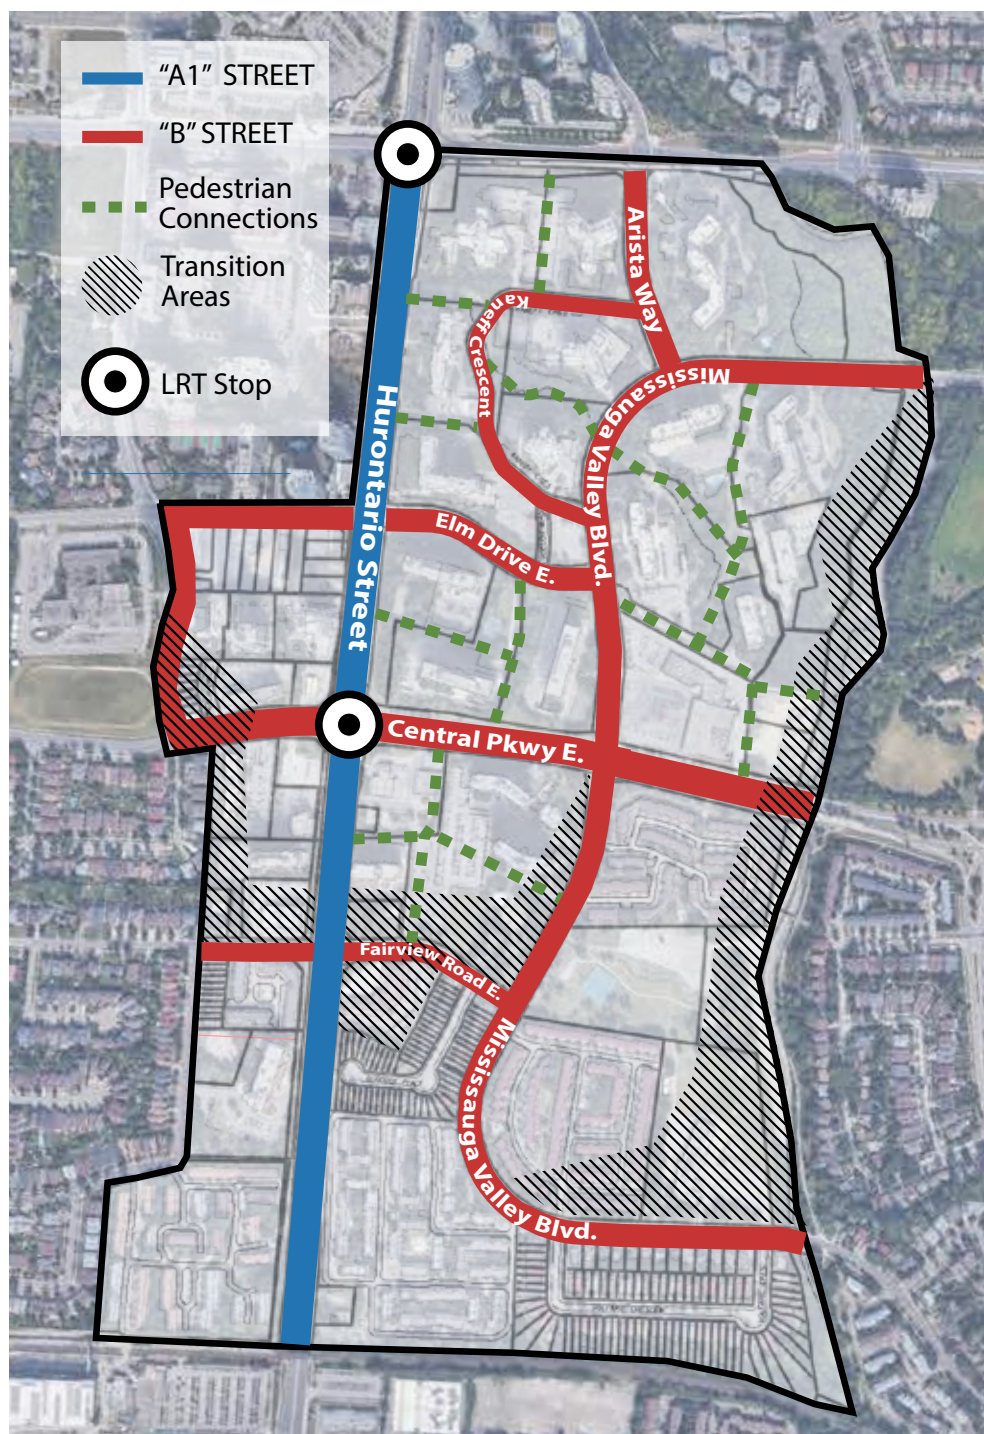 “A1” STREET
“B” STREET
Pedestrian
Connections
Transition
Areas
LRT Stop
Arista Way
Kaneff Crescent
Mississauga Valley Blvd.
Hurontario Street
Elm Drive E.
Central Pkwy E.
Fairview Road E.
Mississauga Valley Blvd.